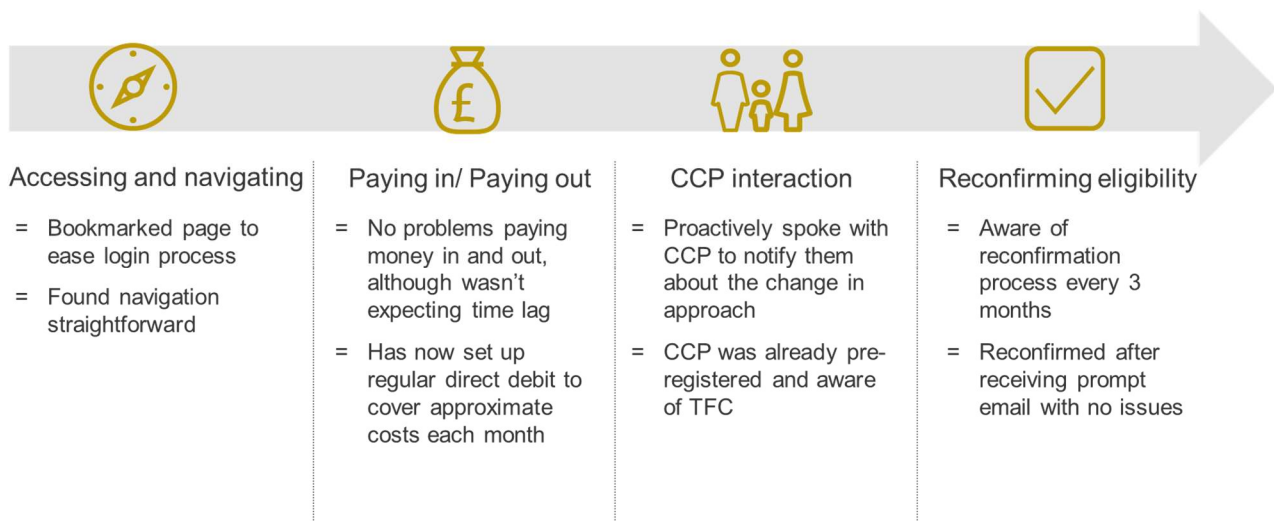 £
Accessing and navigating
= Bookmarked page to
ease login process
= Found navigation
straightforward
Paying in/ Paying out
= No problems paying
money in and out,
although wasn't
expecting time lag
= Has now set up
regular direct debit to
cover approximate
costs each month
CCP interaction
= Proactively spoke with
CCP to notify them
about the change in
approach
= CCP was already pre-
registered and aware
of TFC
Reconfirming eligibility
= Aware of
reconfirmation
process every 3
months
= Reconfirmed after
receiving prompt
email with no issues